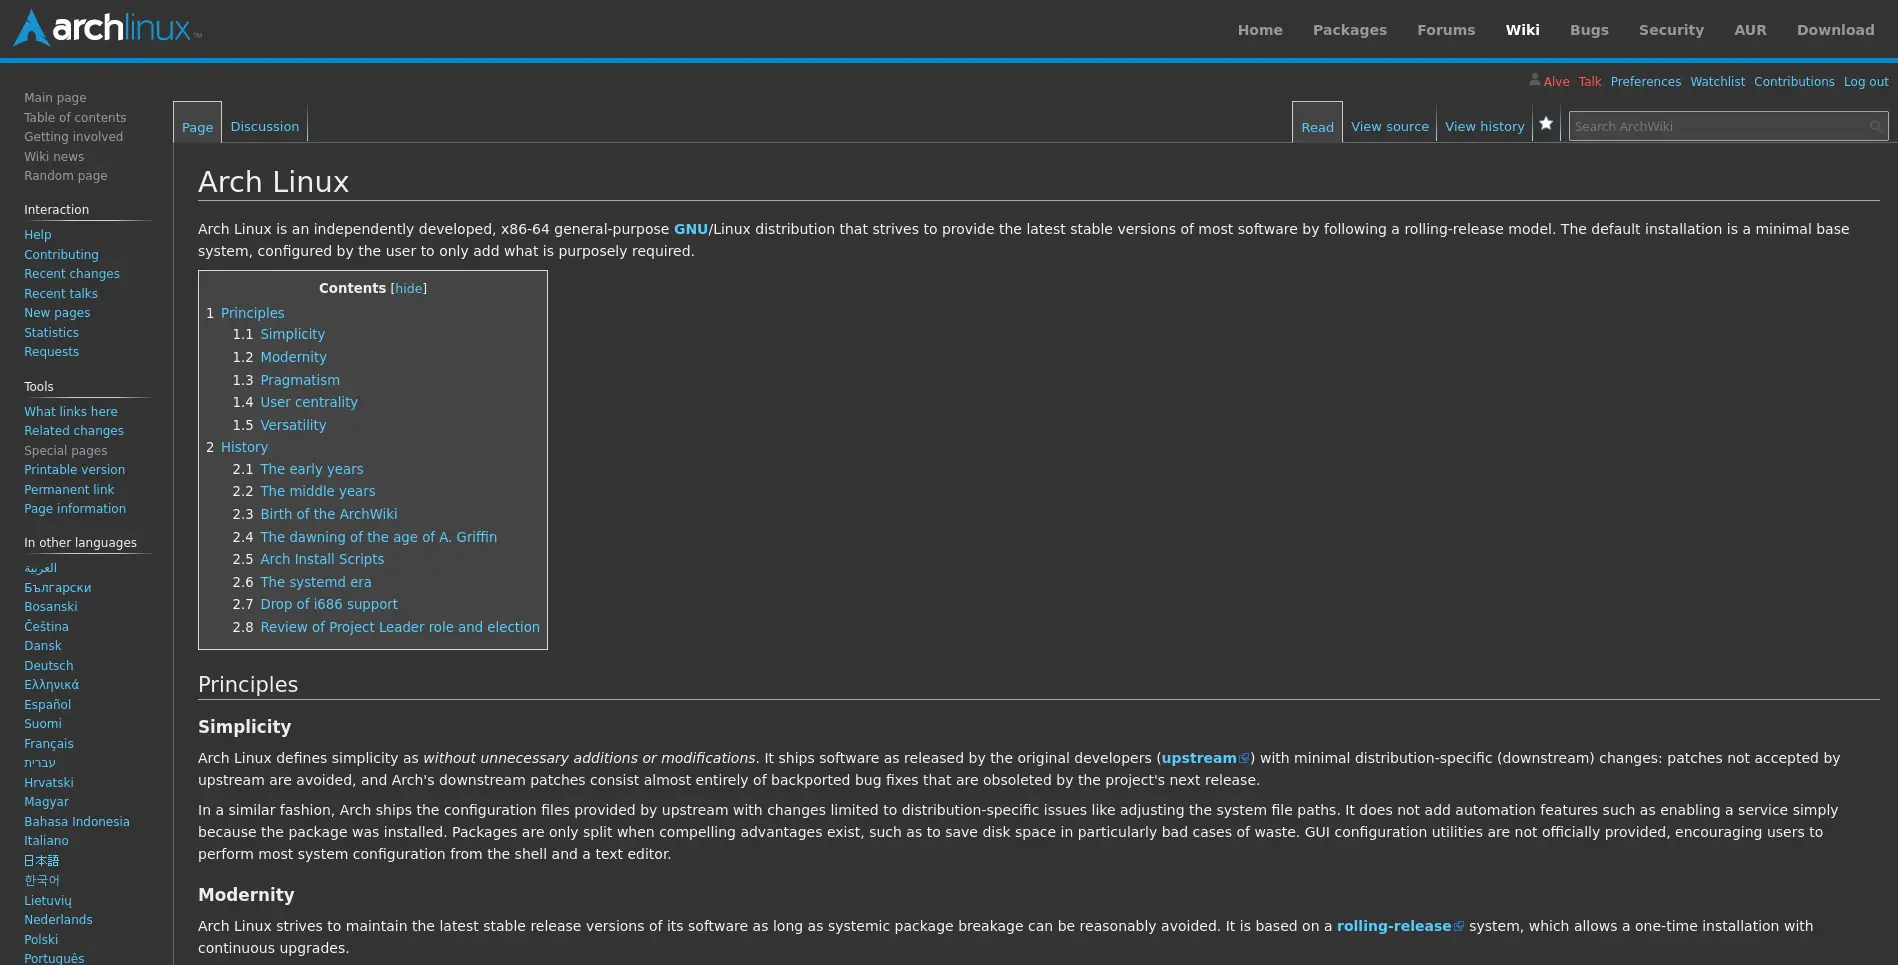 archlinux™
Home Packages Forums Wiki Bugs Security AUR Download
Alve Talk Preferences Watchlist Contributions Log out
Main page
Table of contents
Getting involved
Wiki news
Random page
Interaction
Help
Contributing
Recent changes
Recent talks
New pages
Statistics
Requests
Tools
What links here
Related changes
Special pages
Printable version
Permanent link
Page information
In other languages
العربية
Български
Bosanski
Čeština
Dansk
Deutsch
Ελληνικά
Español
Suomi
Français
עברית
Hrvatski
Magyar
Bahasa Indonesia
Italiano
日本語
한국어
Lietuvių
Nederlands
Polski
Português
Page Discussion
Read View source View history Search ArchWiki
Arch Linux
Arch Linux is an independently developed, x86-64 general-purpose GNU/Linux distribution that strives to provide the latest stable versions of most software by following a rolling-release model. The default installation is a minimal base
system, configured by the user to only add what is purposely required.
Contents [hide]
1 Principles
1.1 Simplicity
1.2 Modernity
1.3 Pragmatism
1.4 User centrality
1.5 Versatility
2 History
2.1 The early years
2.2 The middle years
2.3 Birth of the ArchWiki
2.4 The dawning of the age of A. Griffin
2.5 Arch Install Scripts
2.6 The systemd era
2.7 Drop of i686 support
2.8 Review of Project Leader role and election
Principles
Simplicity
Arch Linux defines simplicity as without unnecessary additions or modifications. It ships software as released by the original developers (upstream) with minimal distribution-specific (downstream) changes: patches not accepted by
upstream are avoided, and Arch's downstream patches consist almost entirely of backported bug fixes that are obsoleted by the project's next release.
In a similar fashion, Arch ships the configuration files provided by upstream with changes limited to distribution-specific issues like adjusting the system file paths. It does not add automation features such as enabling a service simply
because the package was installed. Packages are only split when compelling advantages exist, such as to save disk space in particularly bad cases of waste. GUI configuration utilities are not officially provided, encouraging users to
perform most system configuration from the shell and a text editor.
Modernity
Arch Linux strives to maintain the latest stable release versions of its software as long as systemic package breakage can be reasonably avoided. It is based on a rolling-release system, which allows a one-time installation with
continuous upgrades.